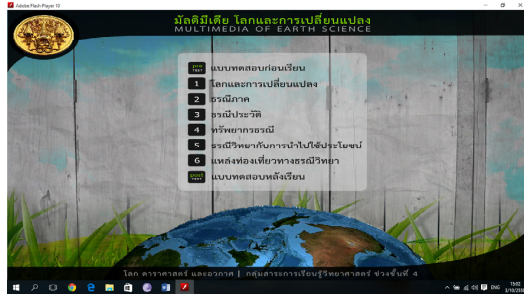 Adobe Flash Player 10
มัลติมีเดีย โลกและการเปลี่ยนแปลง
MULTIMEDIA OF EARTH SCIENCE
pre TEST แบบทดสอบก่อนเรียน
1 โลกและการเปลี่ยนแปลง
2 ธรณีภาค
3 ธรณีประวัติ
4 ทรัพยากรธรณี
5 ธรณีวิทยากับการนำไปใช้ประโยชน์
6 แหล่งท่องเที่ยวทางธรณีวิทยา
post TEST แบบทดสอบหลังเรียน
โลก ดาราศาสตร์ และอวกาศ | กลุ่มสาระการเรียนรู้วิทยาศาสตร์ ช่วงชั้นที่ 4
ENG
15:02
3/10/2558